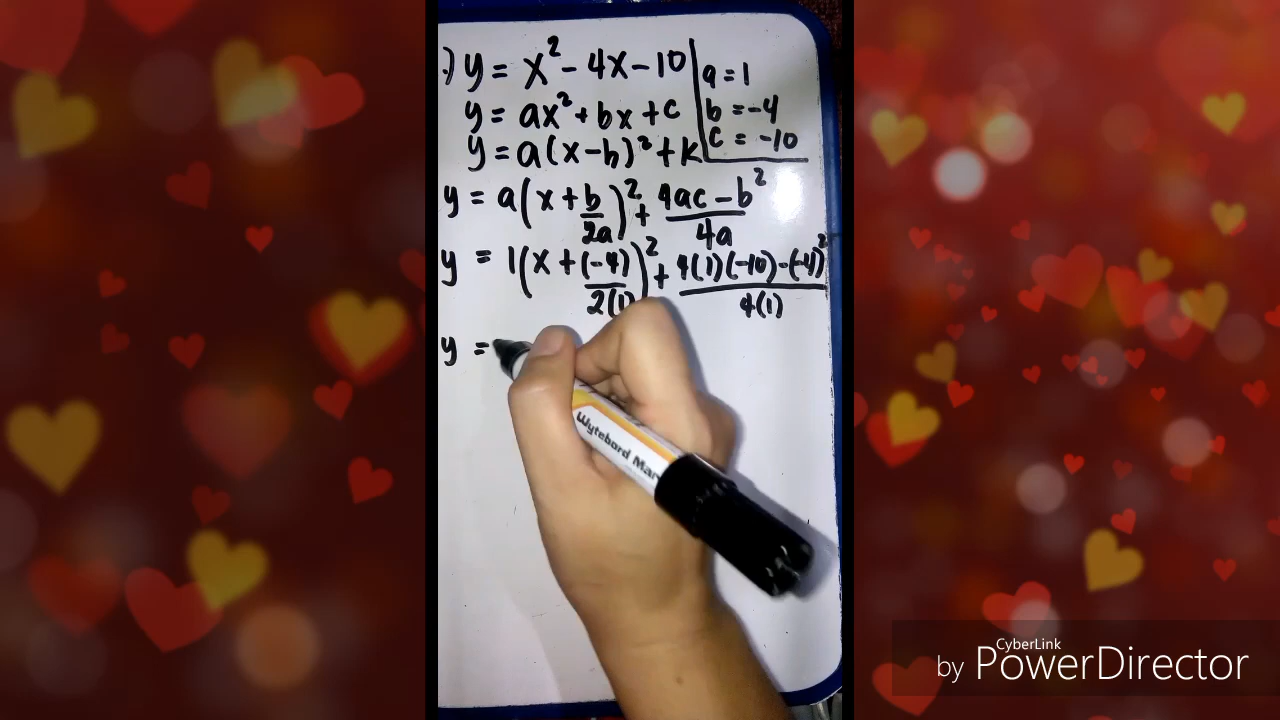 .) y = x² - 4x - 10
a = 1
y = ax² + bx + c
b = -4
y = a(x-h)² + k
c = -10
y = a(x + b/2a)² + 4ac - b²/4a
y = 1(x + (-4)/2(1))² + 4(1)(-10) - (-4)²/4(1)
y =
Wytebord Mar
CyberLink
by PowerDirector